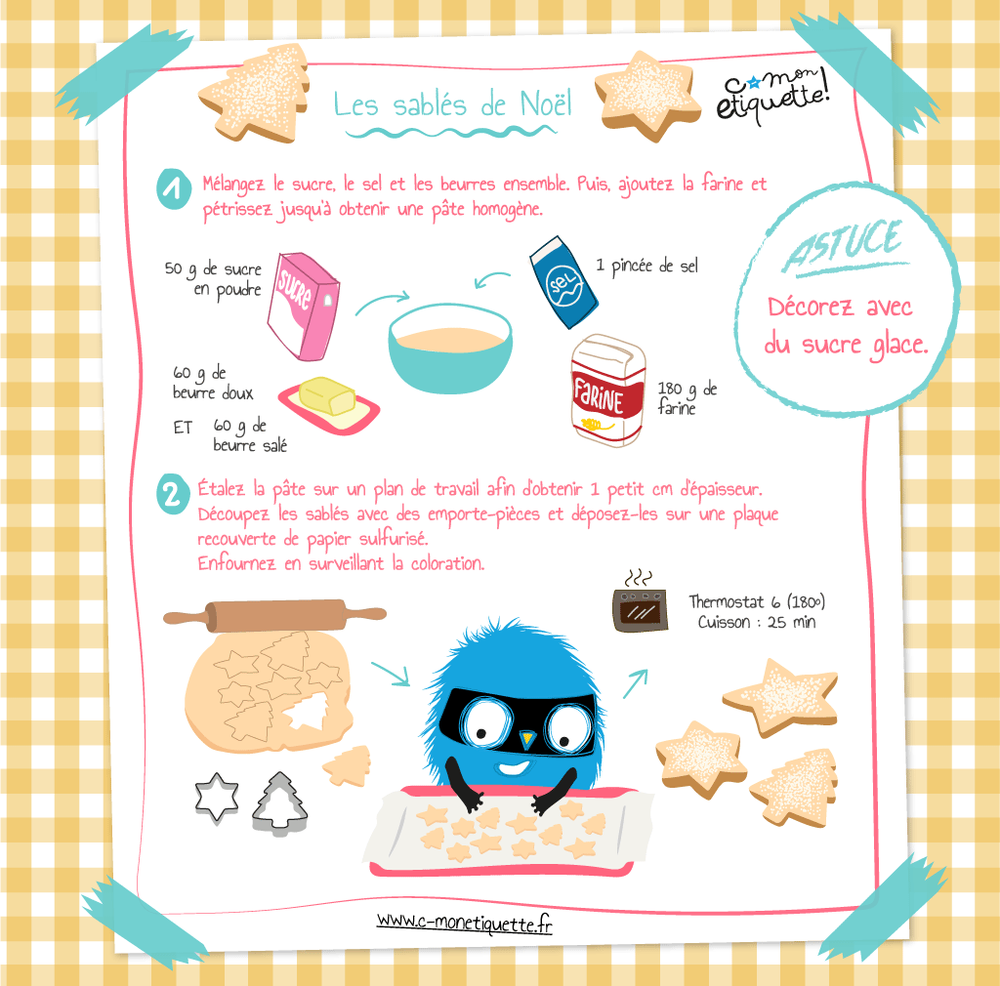 Les sablés de Noël
c mon
etiquette!
1 Mélangez le sucre, le sel et les beurres ensemble. Puis, ajoutez la farine et
pétrissez jusqu'à obtenir une pâte homogène.
ASTUCE
Décorez avec
du sucre glace.
50 g de sucre
en poudre
SUCRE
SEL
1 pincée de sel
60 g de
beurre doux
ET 60 g de
beurre salé
FARINE
180 g de
farine
2 Étalez la pâte sur un plan de travail afin d'obtenir 1 petit cm d'épaisseur.
Découpez les sablés avec des emporte-pièces et déposez-les sur une plaque
recouverte de papier sulfurisé.
Enfournez en surveillant la coloration.
Thermostat 6 (180°)
Cuisson : 25 min
www.c-monetiquette.fr